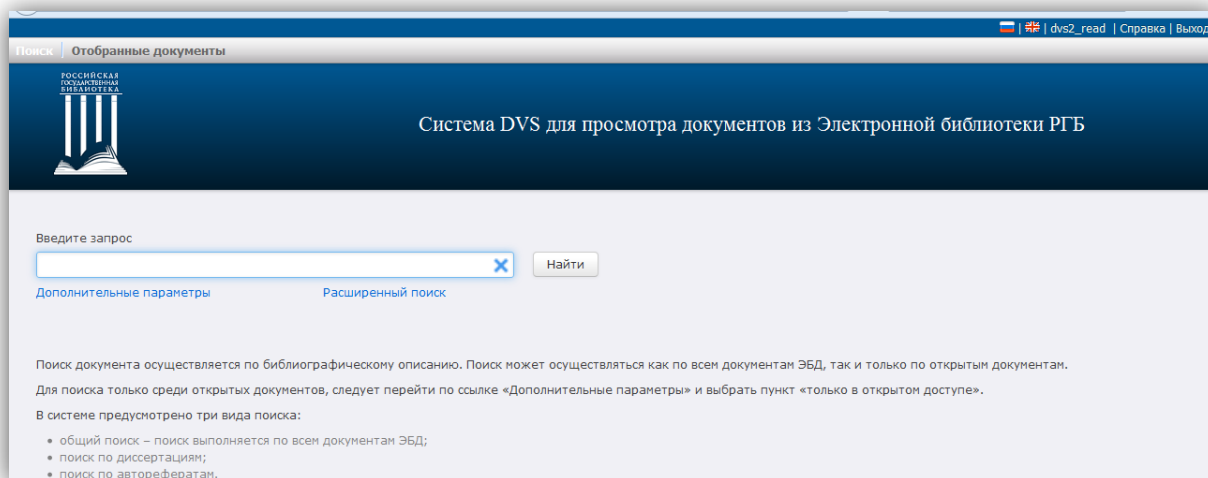 | | dvs2_read | Справка | Выход
Поиск | Отобранные документы
РОССИЙСКАЯ
ГОСУДАРСТВЕННАЯ
БИБЛИОТЕКА
Система DVS для просмотра документов из Электронной библиотеки РГБ
Введите запрос
Найти
Дополнительные параметры Расширенный поиск
Поиск документа осуществляется по библиографическому описанию. Поиск может осуществляться как по всем документам ЭБД, так и только по открытым документам.
Для поиска только среди открытых документов, следует перейти по ссылке «Дополнительные параметры» и выбрать пункт «только в открытом доступе».
В системе предусмотрено три вида поиска:
• общий поиск – поиск выполняется по всем документам ЭБД;
• поиск по диссертациям;
• поиск по авторефератам.